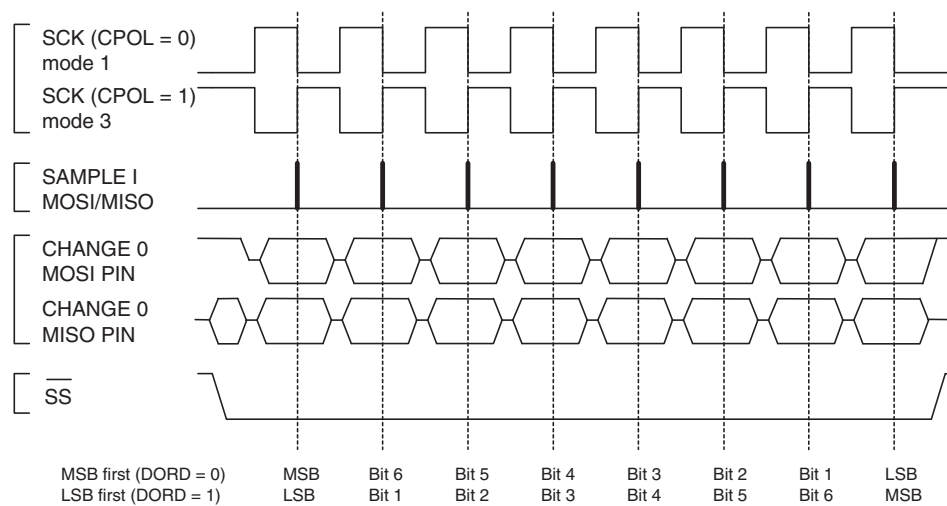 SCK (CPOL = 0)
mode 1
SCK (CPOL = 1)
mode 3
SAMPLE I
MOSI/MISO
CHANGE 0
MOSI PIN
CHANGE 0
MISO PIN
SS
MSB first (DORD = 0) MSB Bit 6 Bit 5 Bit 4 Bit 3 Bit 2 Bit 1 LSB
LSB first (DORD = 1) LSB Bit 1 Bit 2 Bit 3 Bit 4 Bit 5 Bit 6 MSB